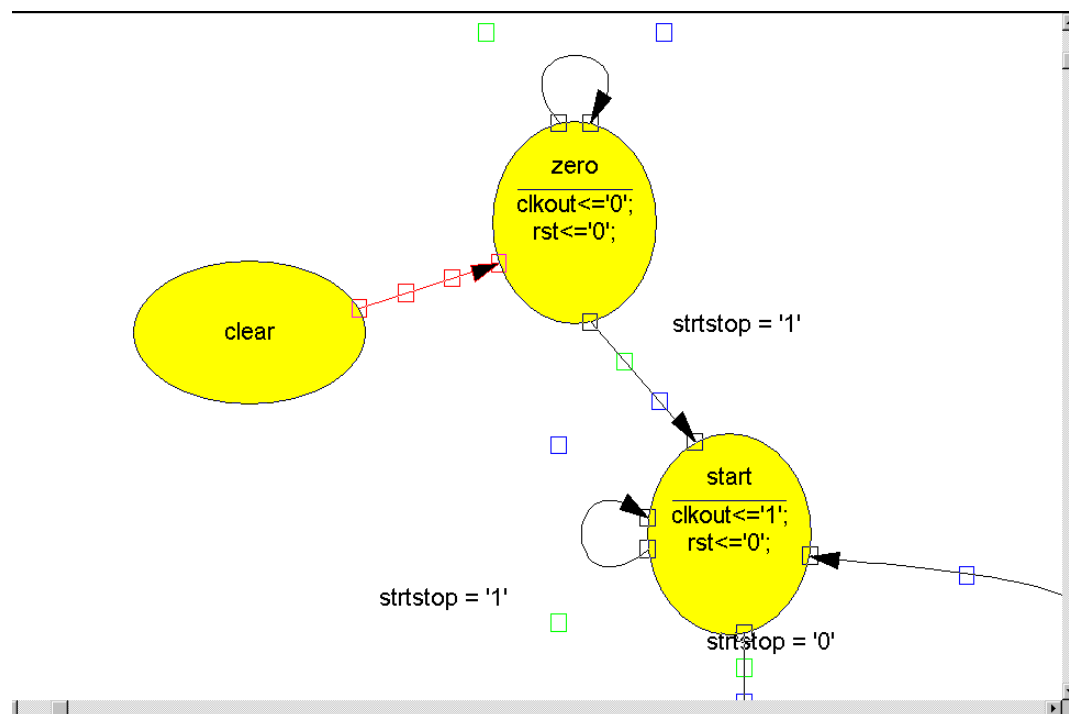 zero
clkout<='0';
rst<='0';
clear
strtstop = '1'
start
clkout<='1';
rst<='0';
strtstop = '1'
strtstop = '0'